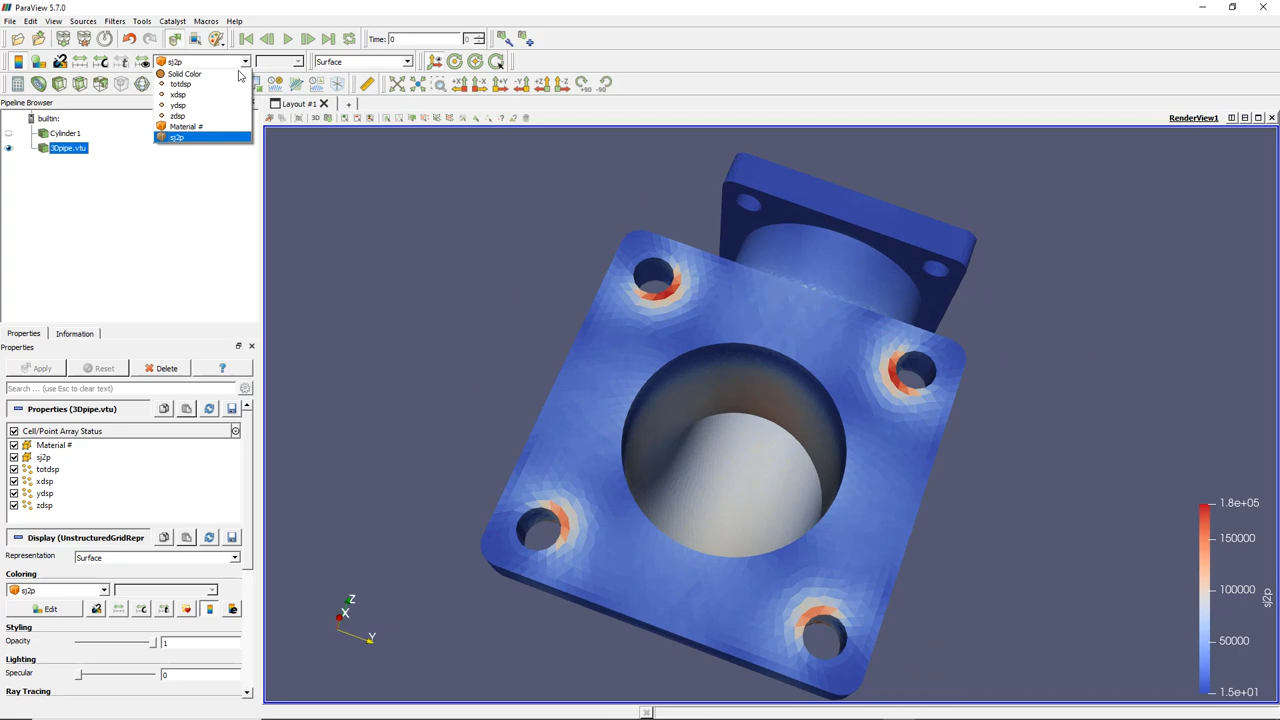 ParaView 5.7.0
File Edit View Sources Filters Tools Catalyst Macros Help
Time: 0 0
sj2p Surface
Solid Color
totdsp
xdsp
ydsp
zdsp
Material #
sj2p
Pipeline Browser
builtin:
Cylinder1
3Dpipe.vtu
Layout #1
3D
RenderView1
Properties Information
Properties
Apply Reset Delete ?
Search ... (use Esc to clear text)
Properties (3Dpipe.vtu)
Cell/Point Array Status
Material #
sj2p
totdsp
xdsp
ydsp
zdsp
Display (UnstructuredGridRepr
Representation Surface
Coloring
sj2p
Edit
Styling
Opacity 1
Lighting
Specular 0
Ray Tracing
Z
X
Y
1.8e+05
150000
100000
50000
1.5e+01
sj2p